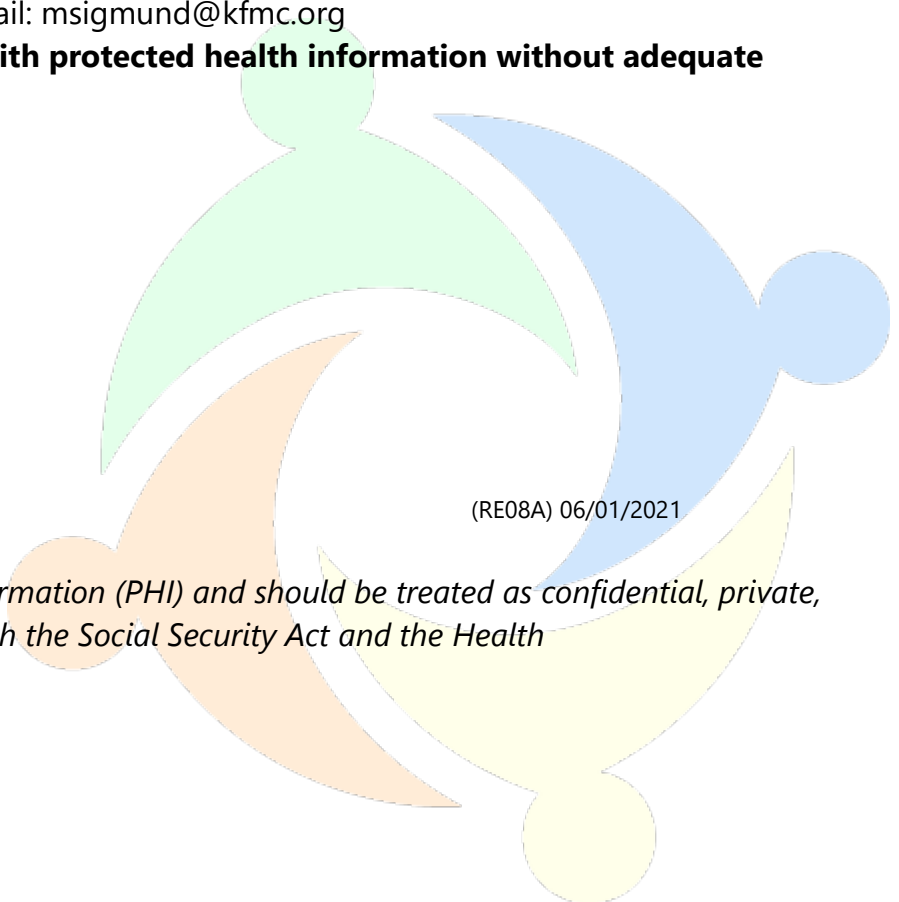 ail: msigmund@kfmc.org
ith protected health information without adequate
(RE08A) 06/01/2021
rmation (PHI) and should be treated as confidential, private,
h the Social Security Act and the Health